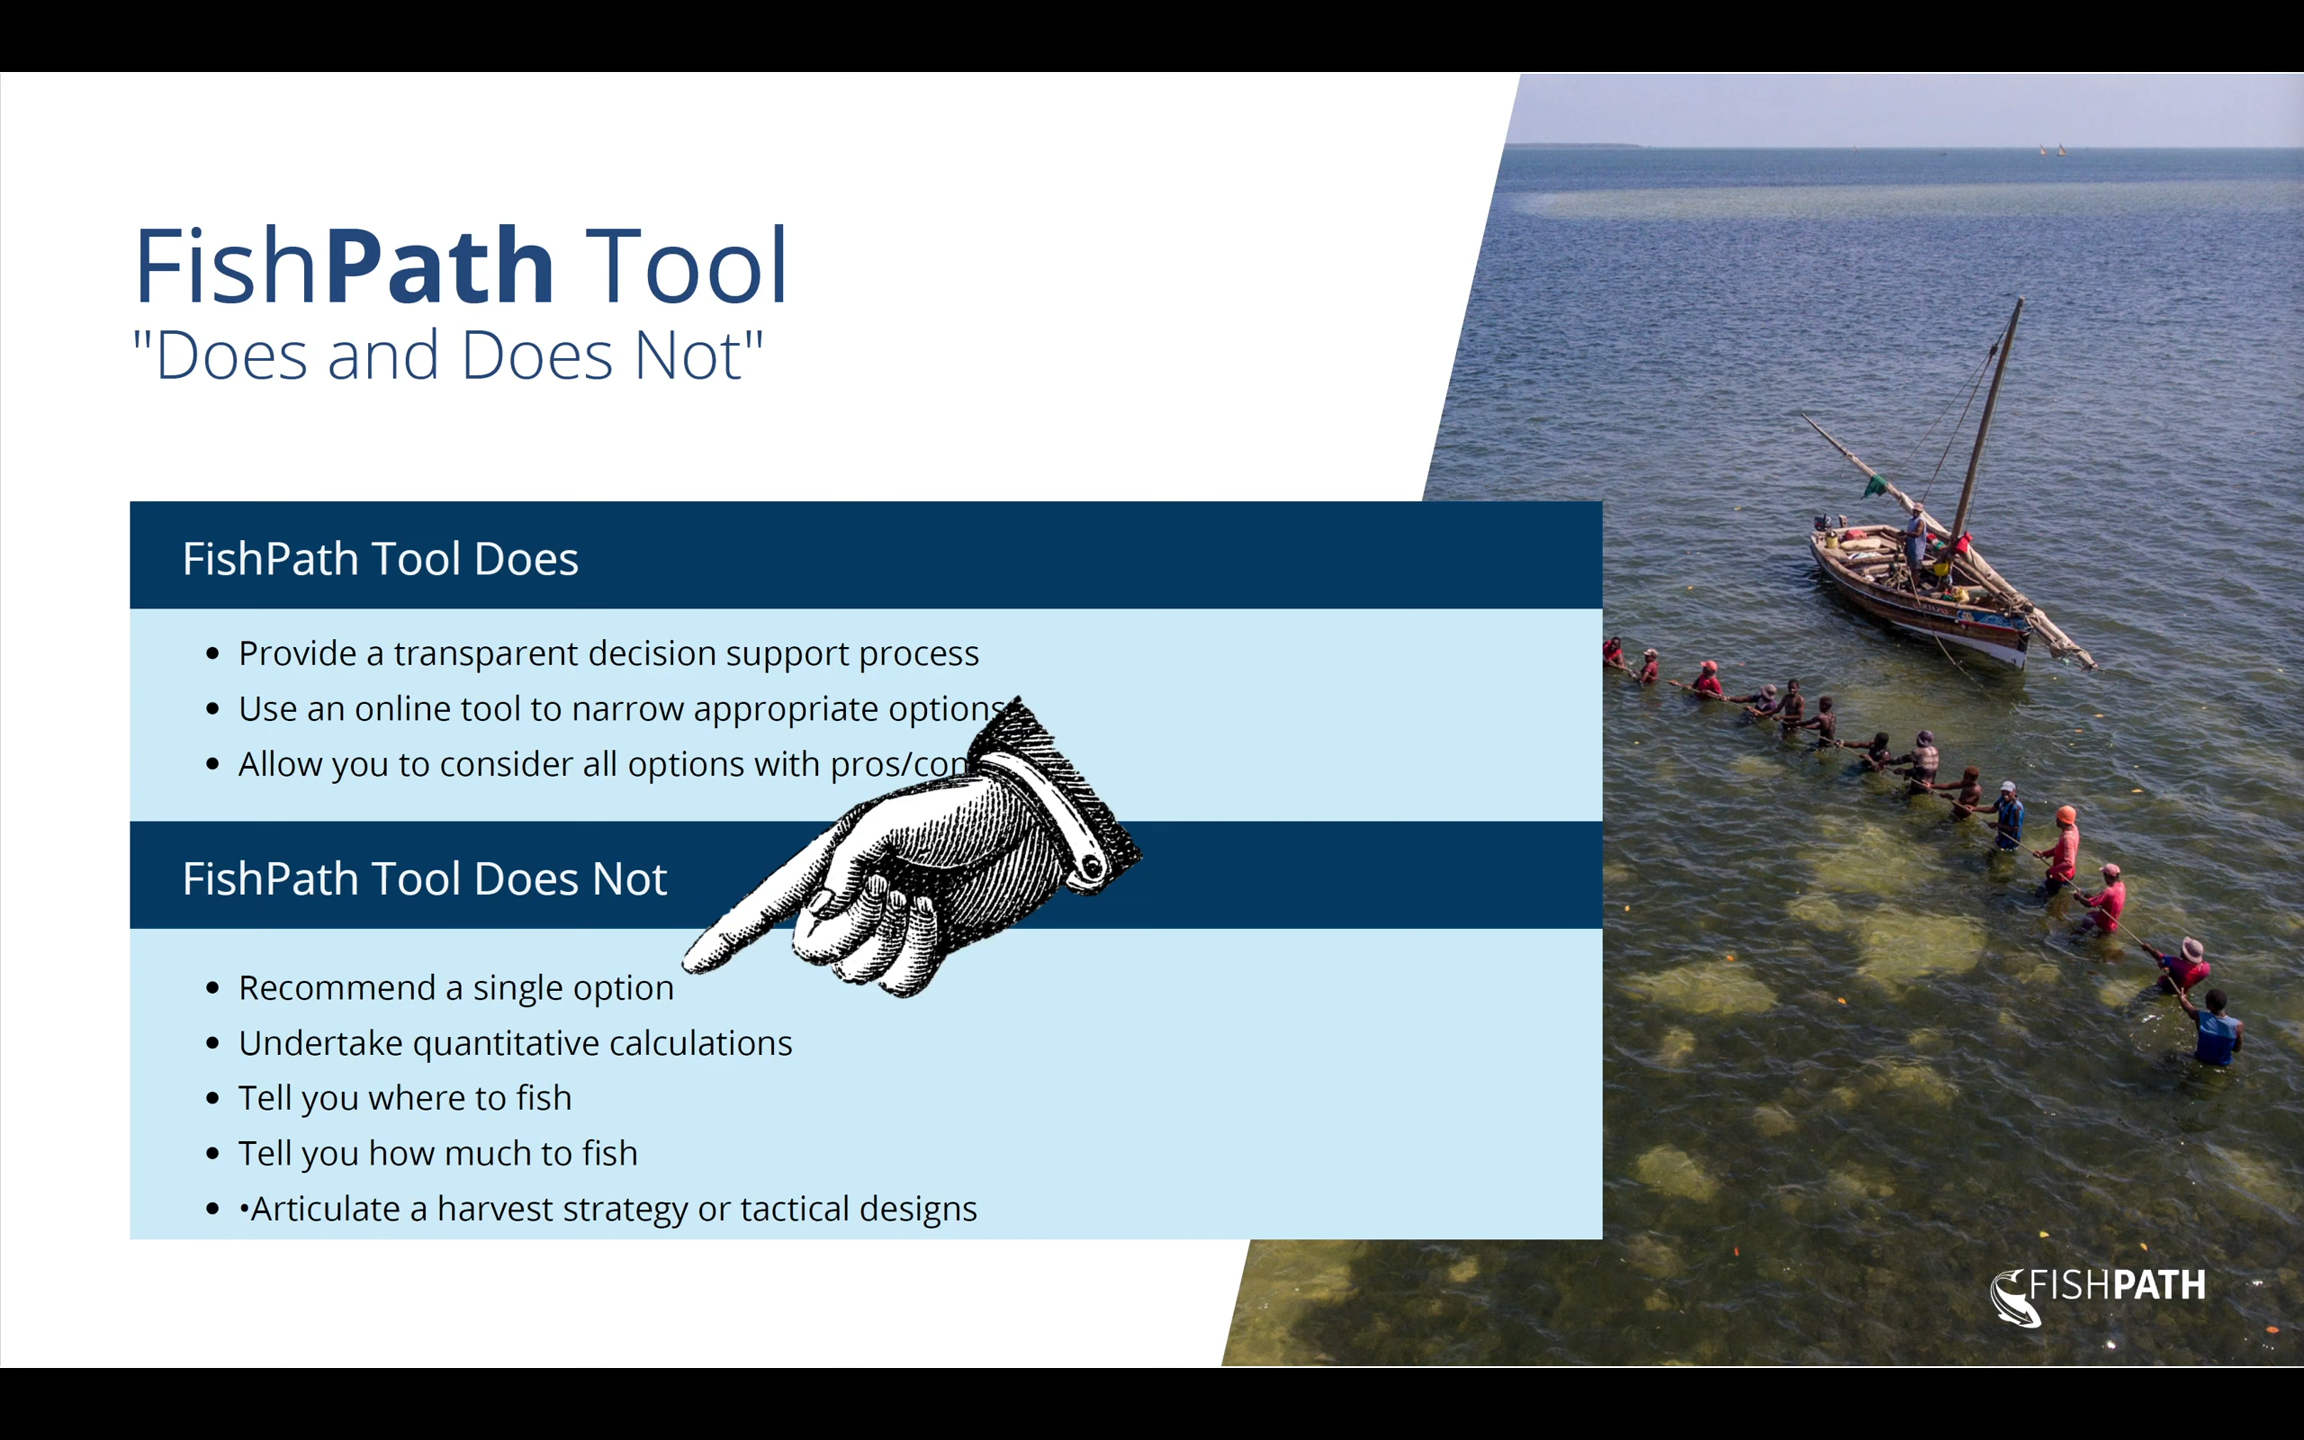 FishPath Tool
"Does and Does Not"
FishPath Tool Does
• Provide a transparent decision support process
• Use an online tool to narrow appropriate options
• Allow you to consider all options with
FishPath Tool Does Not
• Recommend a single option
• Undertake quantitative calculations
• Tell you where to fish
• Tell you how much to fish
• •Articulate a harvest strategy or tactical designs
FISHPATH